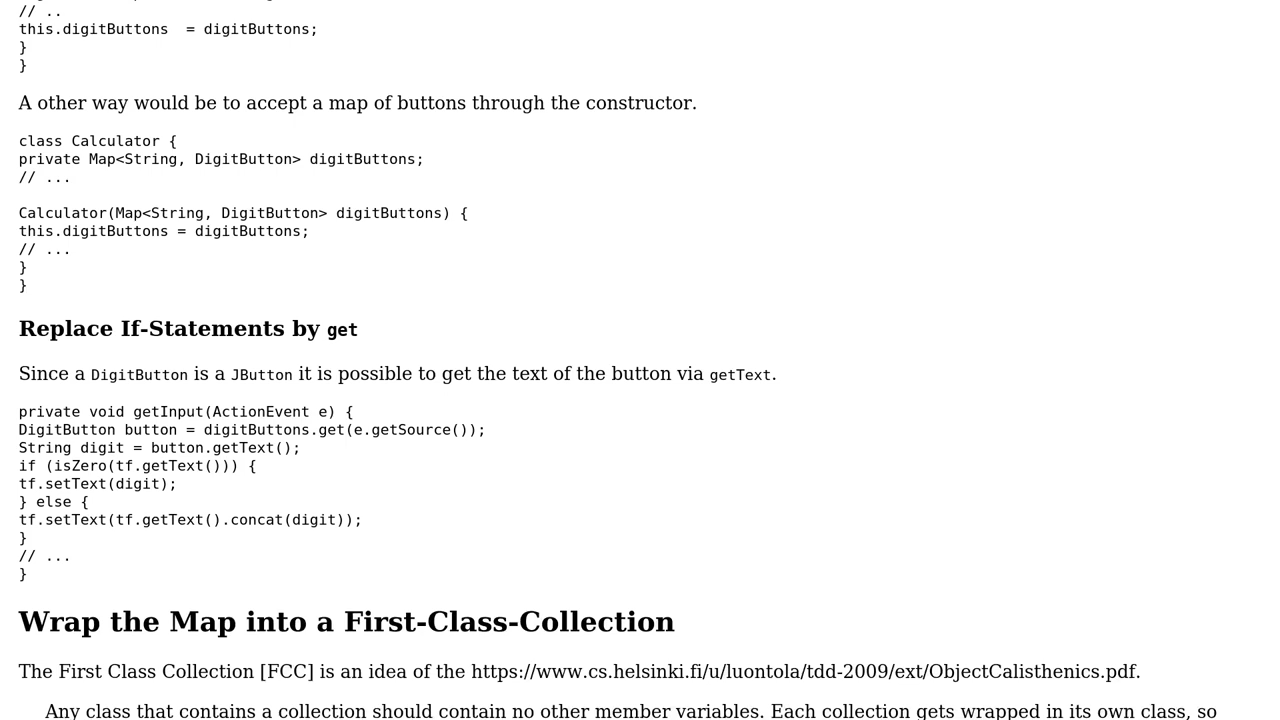 // ..
this.digitButtons  = digitButtons;
}
}
A other way would be to accept a map of buttons through the constructor.
class Calculator {
private Map<String, DigitButton> digitButtons;
// ...
Calculator(Map<String, DigitButton> digitButtons) {
this.digitButtons = digitButtons;
// ...
}
}
Replace If-Statements by get
Since a DigitButton is a JButton it is possible to get the text of the button via getText.
private void getInput(ActionEvent e) {
DigitButton button = digitButtons.get(e.getSource());
String digit = button.getText();
if (isZero(tf.getText())) {
tf.setText(digit);
} else {
tf.setText(tf.getText().concat(digit));
}
// ...
}
Wrap the Map into a First-Class-Collection
The First Class Collection [FCC] is an idea of the https://www.cs.helsinki.fi/u/luontola/tdd-2009/ext/ObjectCalisthenics.pdf.
Any class that contains a collection should contain no other member variables. Each collection gets wrapped in its own class, so